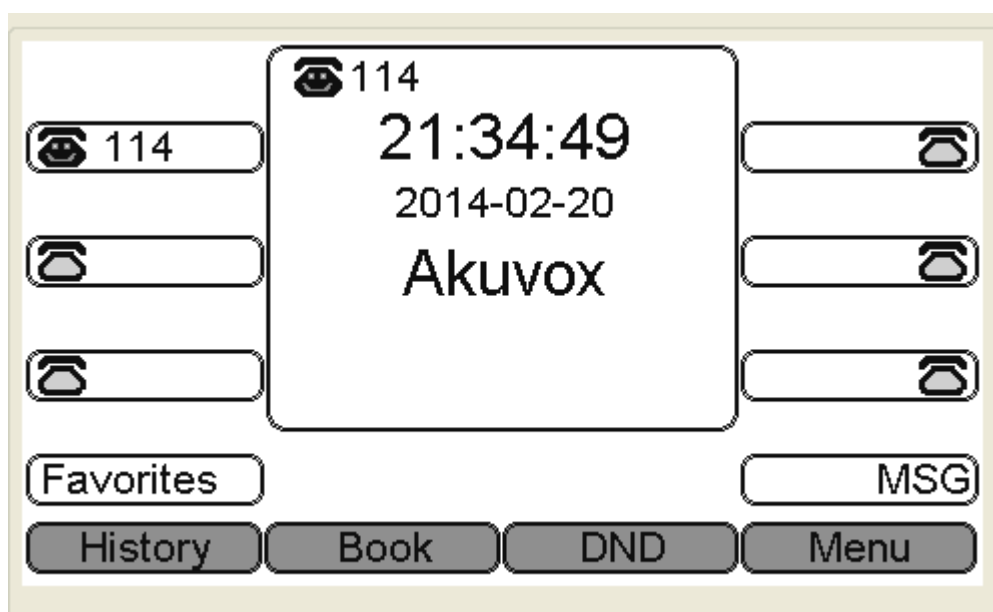 114
21:34:49
2014-02-20
Akuvox
114
Favorites
MSG
History Book DND Menu